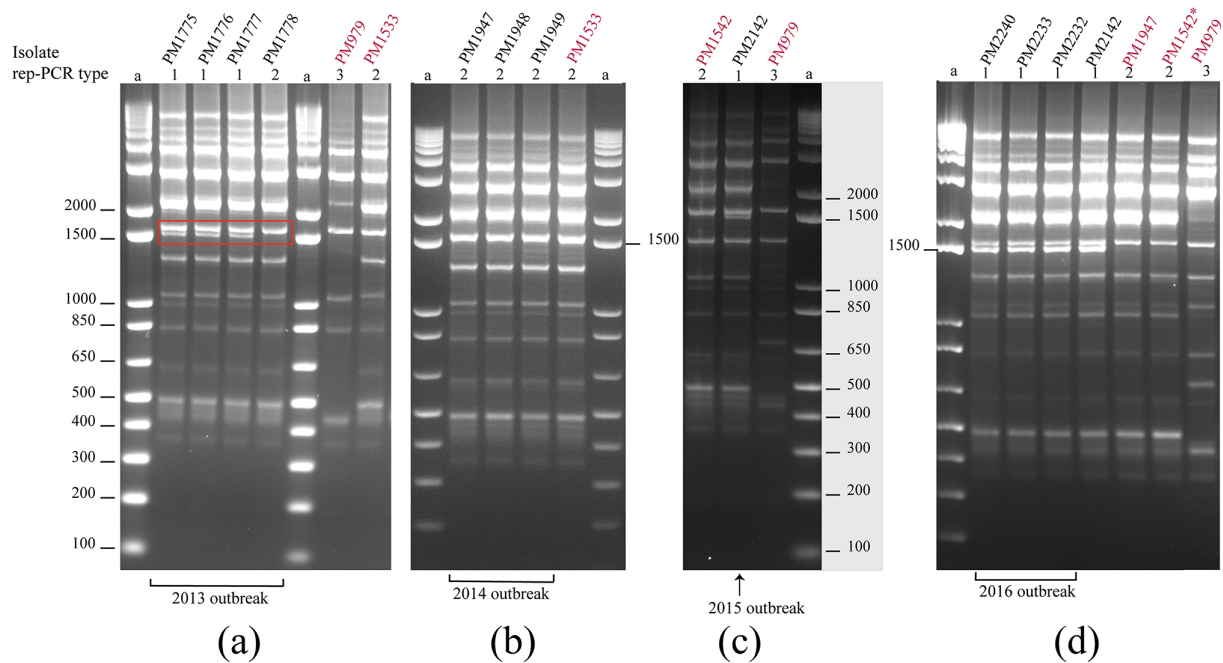 Isolate
rep-PCR type
PM1775 PM1776 PM1777 PM1778 PM979 PM1533
a 1 1 1 2 a 3 2
2000
1500
1000
850
650
500
400
300
200
100
2013 outbreak
(a)
PM1947 PM1948 PM1949 PM1533
a 2 2 2 2 a
1500
2014 outbreak
(b)
PM1542 PM2142 PM979
2 1 3 a
2000
1500
1000
850
650
500
400
300
200
100
2015 outbreak
(c)
PM2240 PM2233 PM2232 PM2142 PM1947 PM1542* PM979
a 1 1 1 1 2 2 3
1500
2016 outbreak
(d)